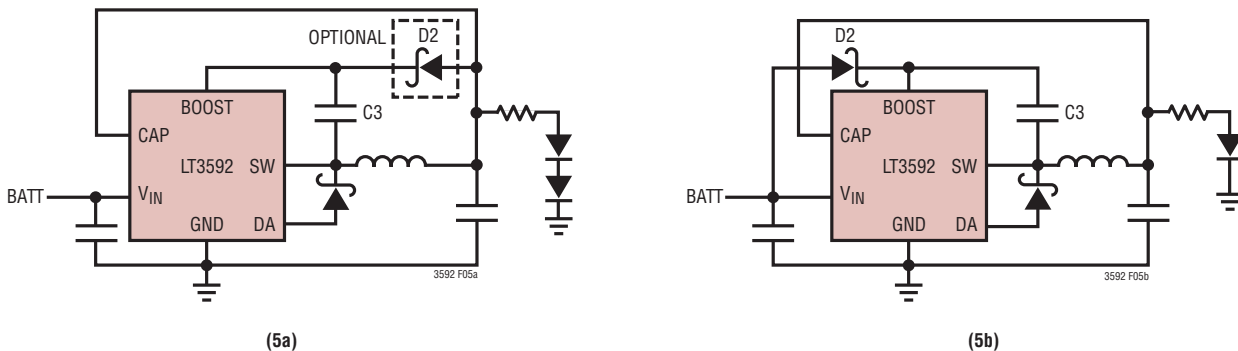 OPTIONAL
D2
BOOST
C3
CAP
LT3592
SW
BATT
VIN
GND
DA
3592 F05a
(5a)
D2
BOOST
C3
CAP
LT3592
SW
BATT
VIN
GND
DA
3592 F05b
(5b)